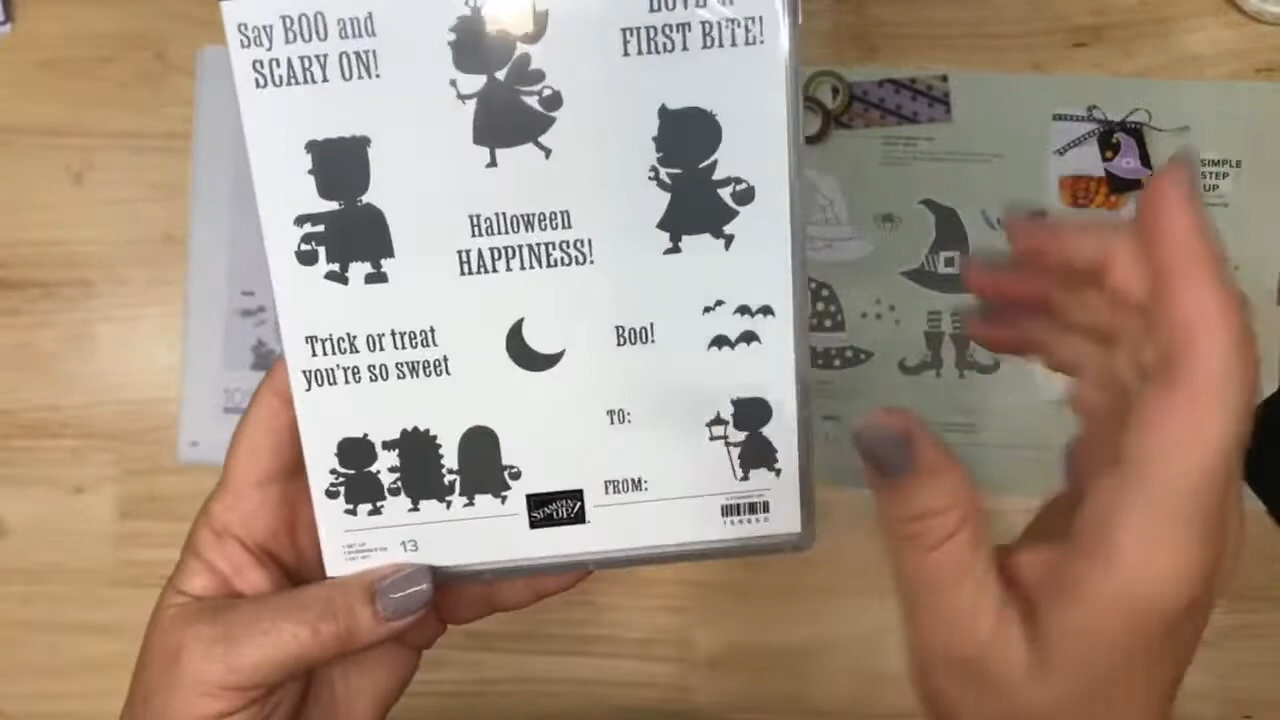 Say BOO and
SCARY ON!
FIRST BITE!
Halloween
HAPPINESS!
Trick or treat
you're so sweet
Boo!
TO:
FROM:
STAMPIN'
UP!
13
SIMPLE
STEP
UP